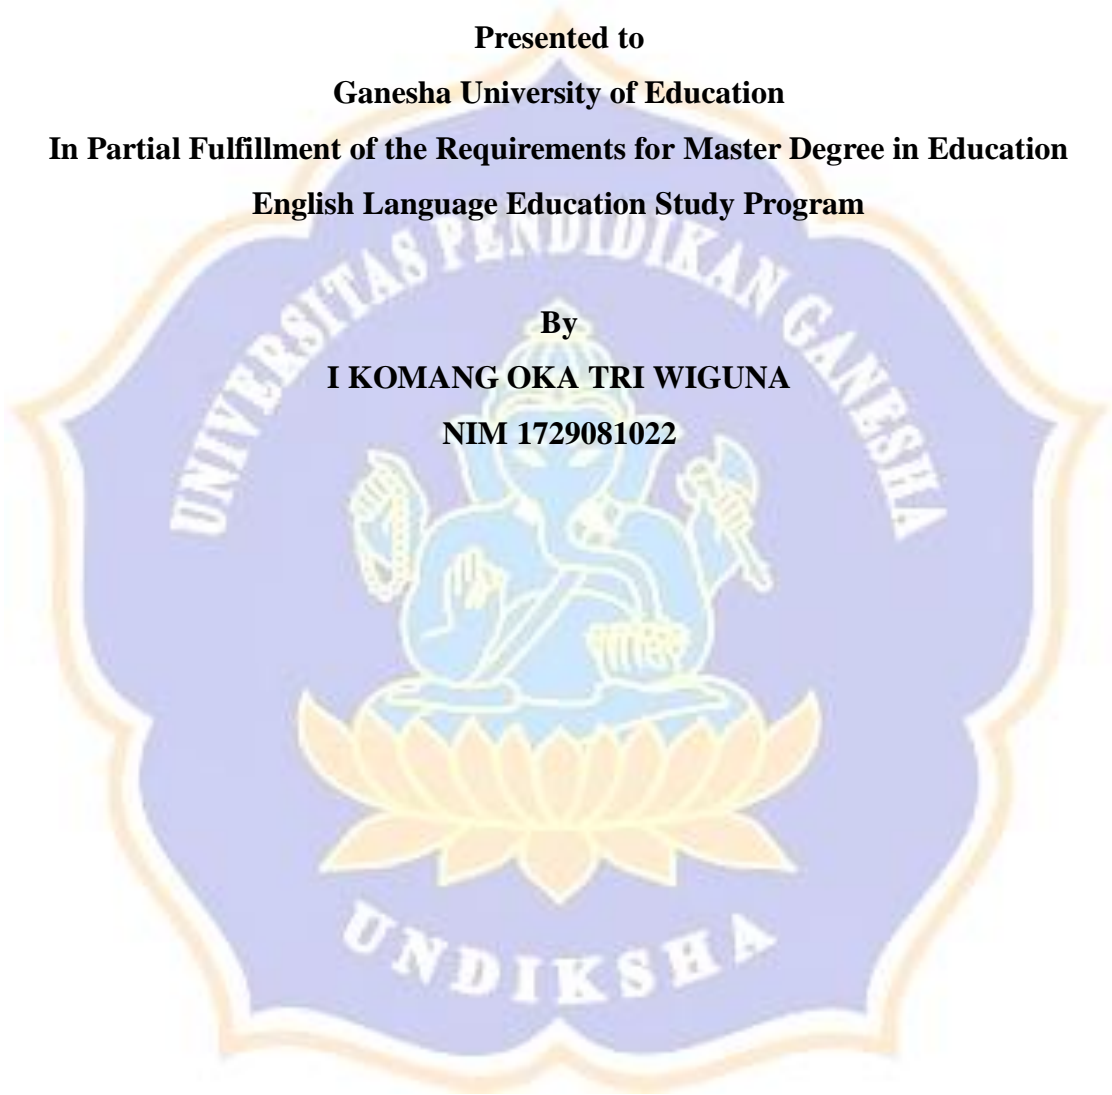 Presented to
Ganesha University of Education
In Partial Fulfillment of the Requirements for Master Degree in Education
English Language Education Study Program
UNIVERSITAS PENDIDIKAN GANESHA
By
I KOMANG OKA TRI WIGUNA
NIM 1729081022
UNDIKSHA